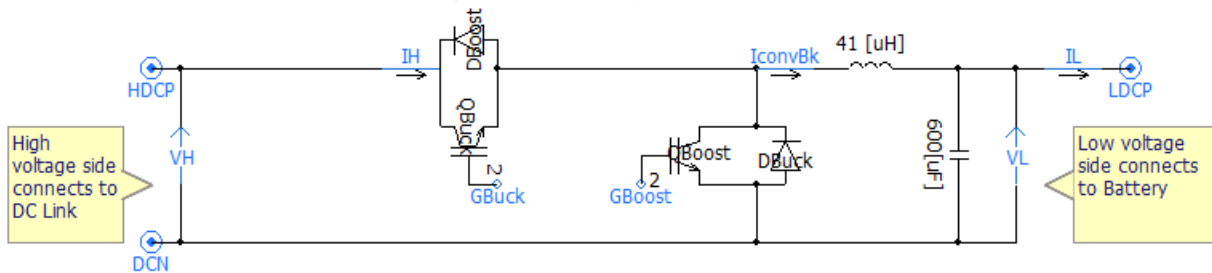 DBoost
41 [uH]
IH
IconvBk
IL
HDCP
LDCP
QBuck
600[uF]
High
voltage side
connects to
DC Link
VH
2
GBuck
QBoost
DBuck
2
GBoost
VL
Low voltage
side connects
to Battery
DCN